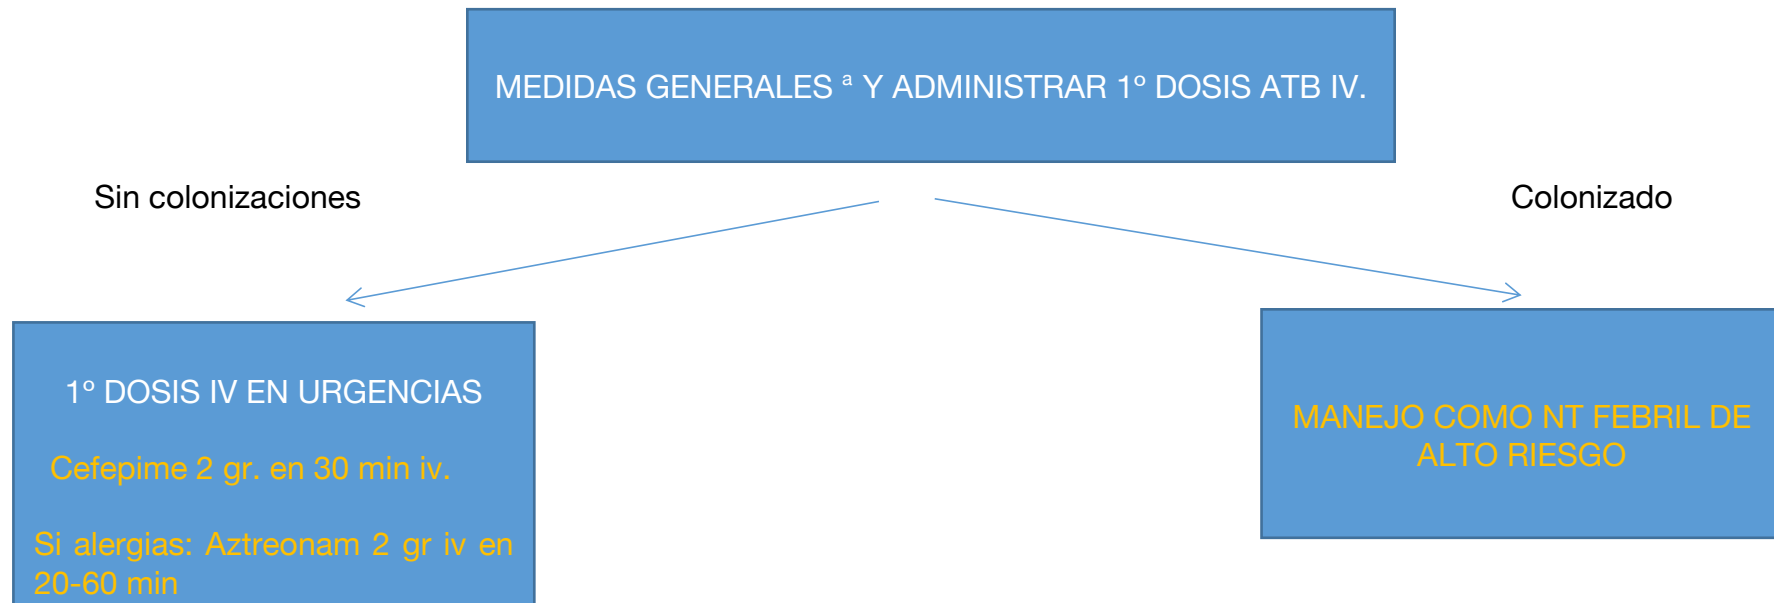 MEDIDAS GENERALES ª Y ADMINISTRAR 1º DOSIS ATB IV.
Sin colonizaciones
Colonizado
1º DOSIS IV EN URGENCIAS
Cefepime 2 gr. en 30 min iv.
Si alergias: Aztreonam 2 gr iv en
20-60 min
MANEJO COMO NT FEBRIL DE
ALTO RIESGO